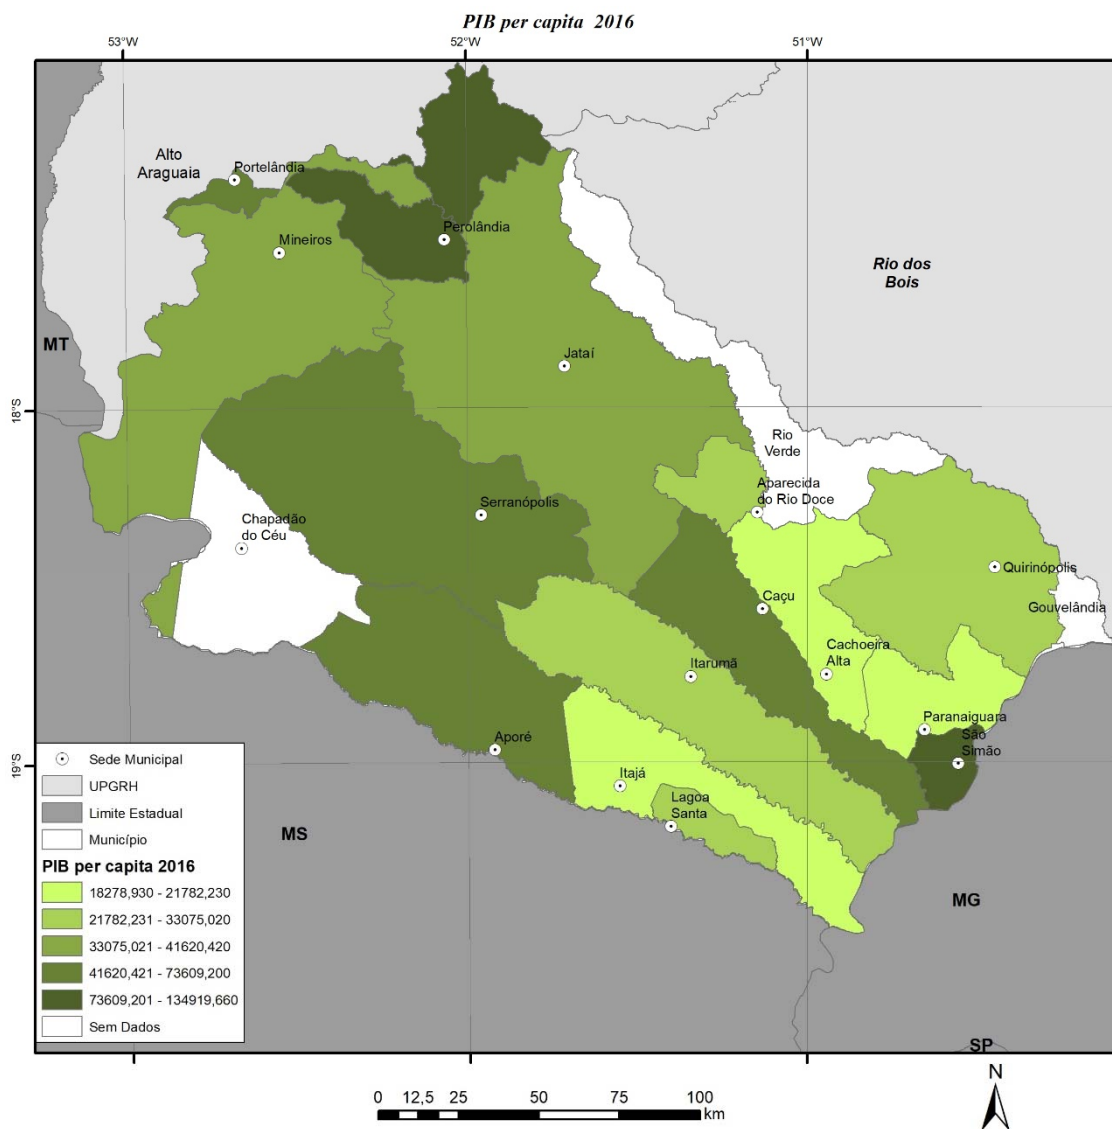 PIB per capita 2016
53°W
52°W
51°W
Alto
Araguaia
Portelândia
Perolândia
Mineiros
Rio dos
Bois
MT
Jataí
18°S
Rio
Verde
Aparecida
do Rio Doce
Serranópolis
Chapadão
do Céu
Quirinópolis
Caçu
Gouvelândia
Cachoeira
Alta
Itarumã
Paranaiguara
São
Simão
Aporé
19°S
Itajá
Lagoa
Santa
MS
MG
SP
Sede Municipal
UPGRH
Limite Estadual
Município
PIB per capita 2016
18278,930 - 21782,230
21782,231 - 33075,020
33075,021 - 41620,420
41620,421 - 73609,200
73609,201 - 134919,660
Sem Dados
N
0 12,5 25 50 75 100
km